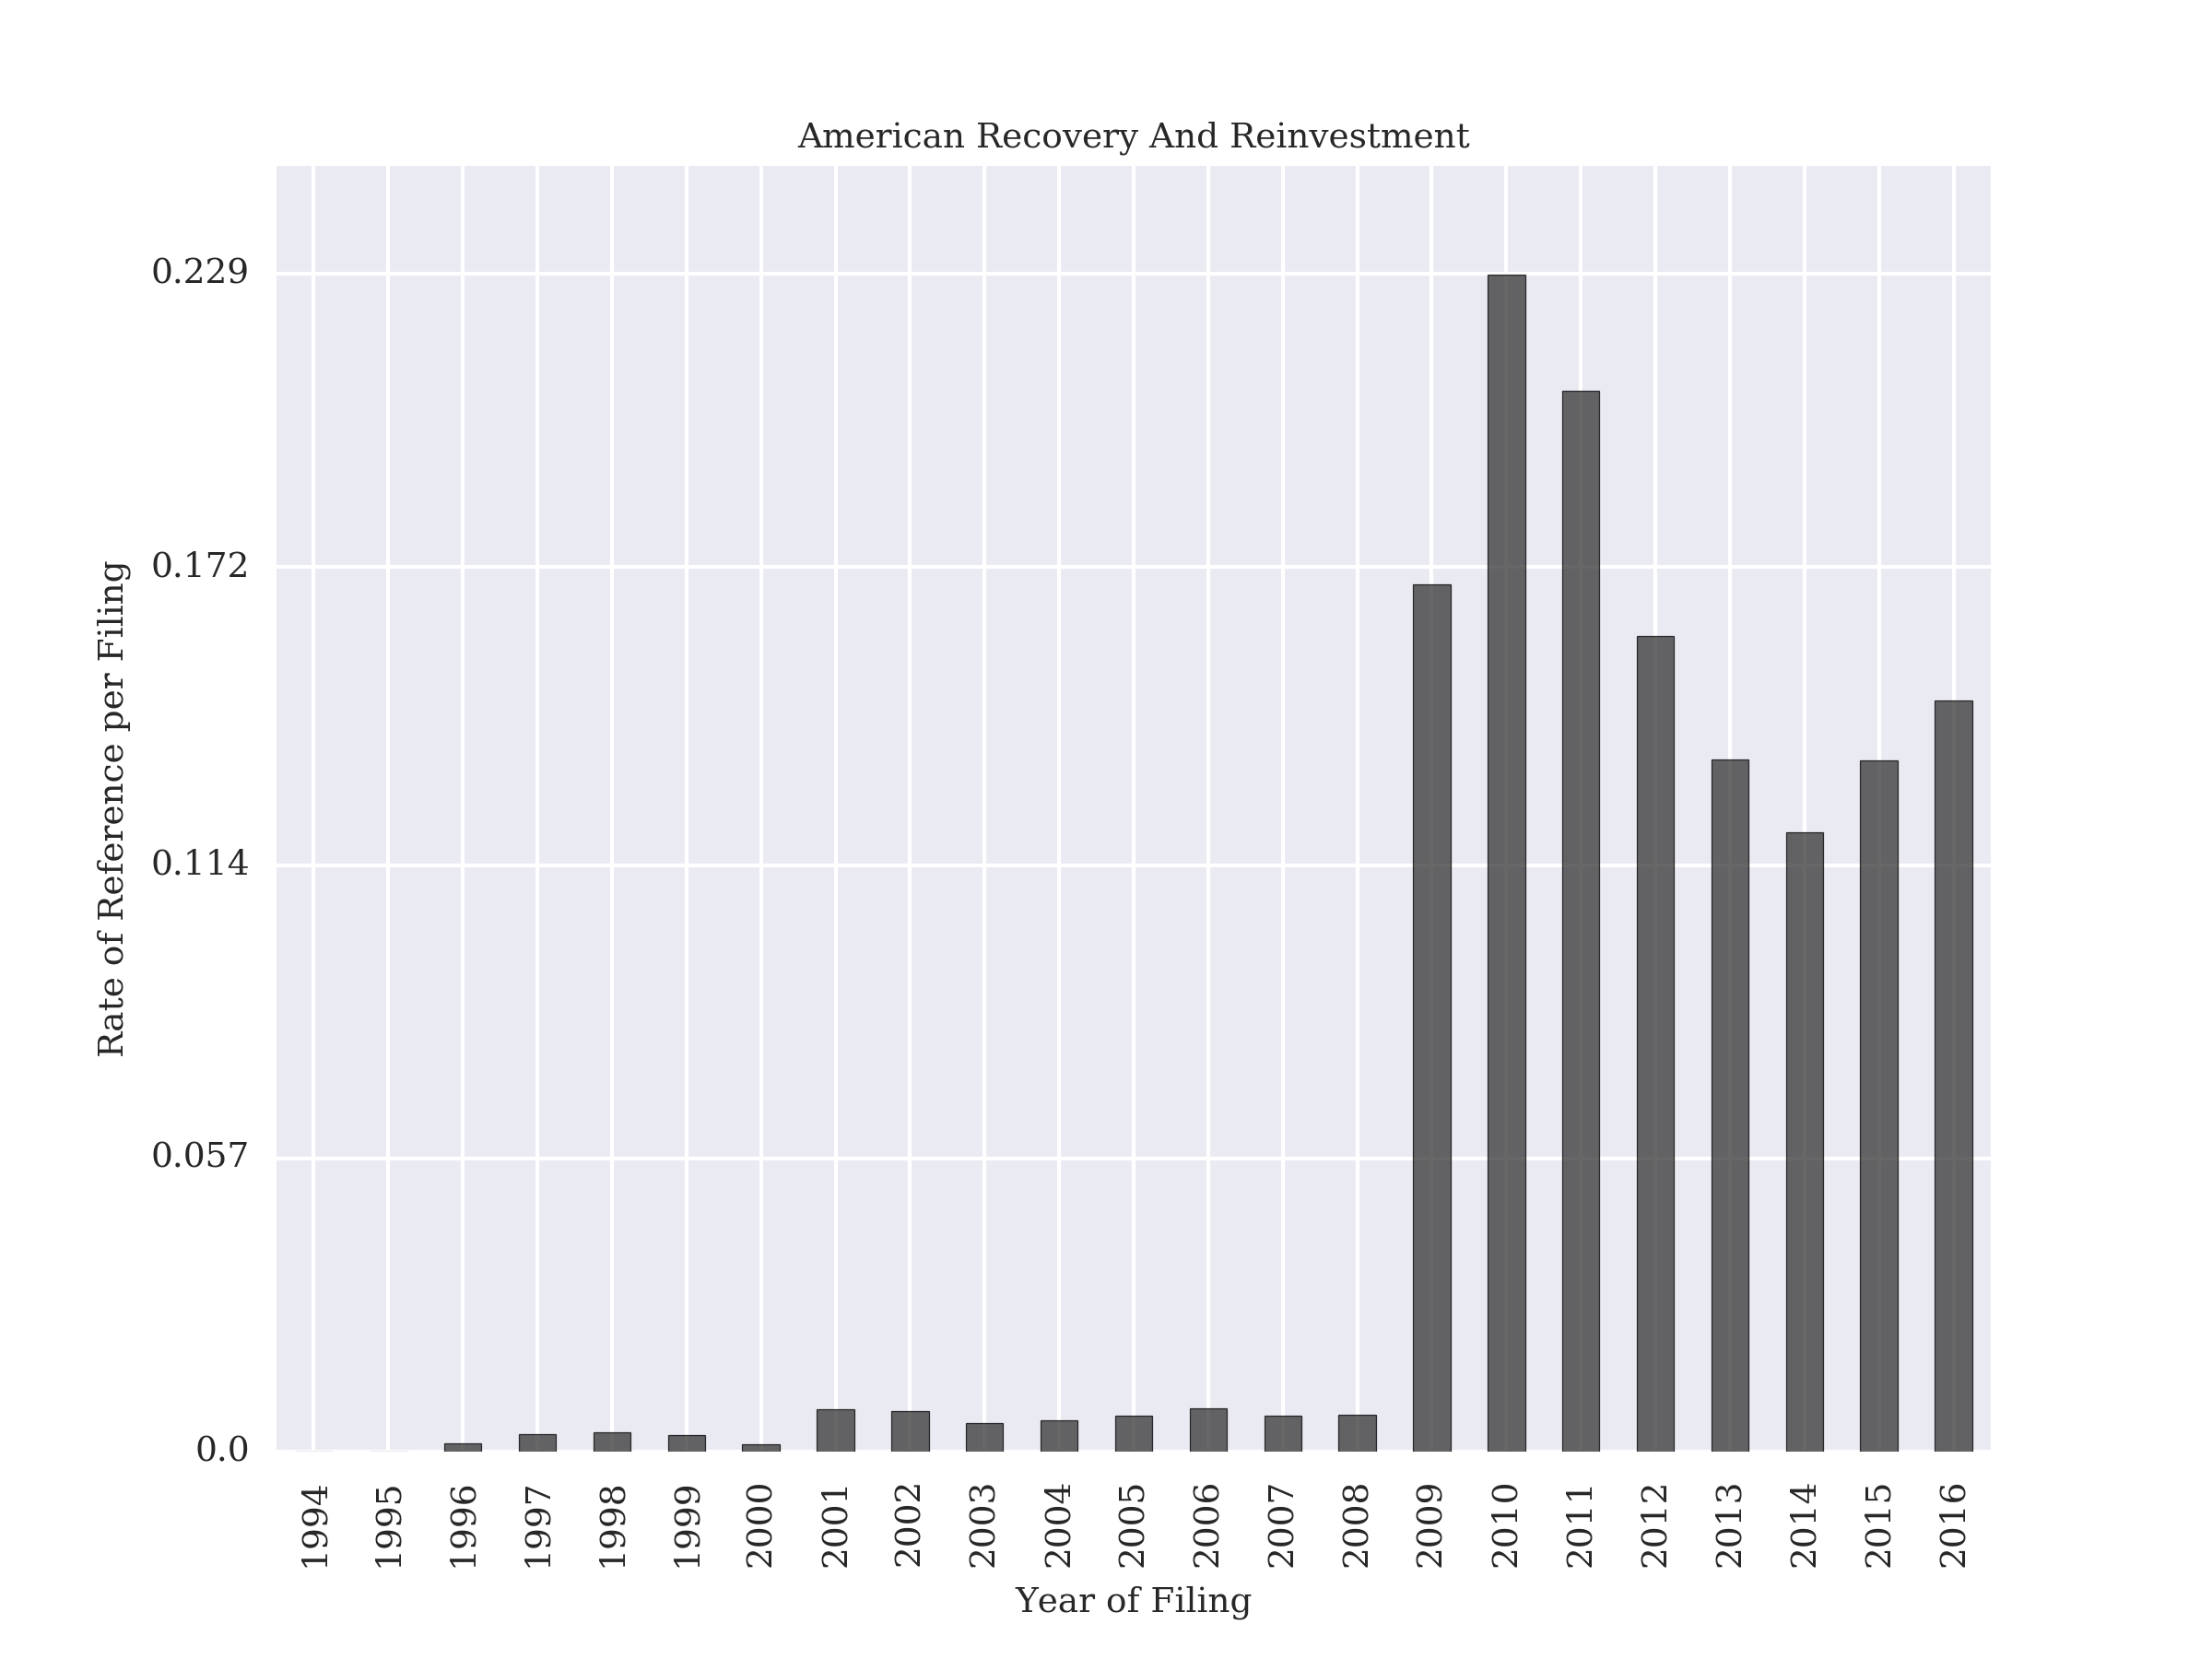 American Recovery And Reinvestment
Rate of Reference per Filing
0.229
0.172
0.114
0.057
0.0
1994 1995 1996 1997 1998 1999 2000 2001 2002 2003 2004 2005 2006 2007 2008 2009 2010 2011 2012 2013 2014 2015 2016
Year of Filing